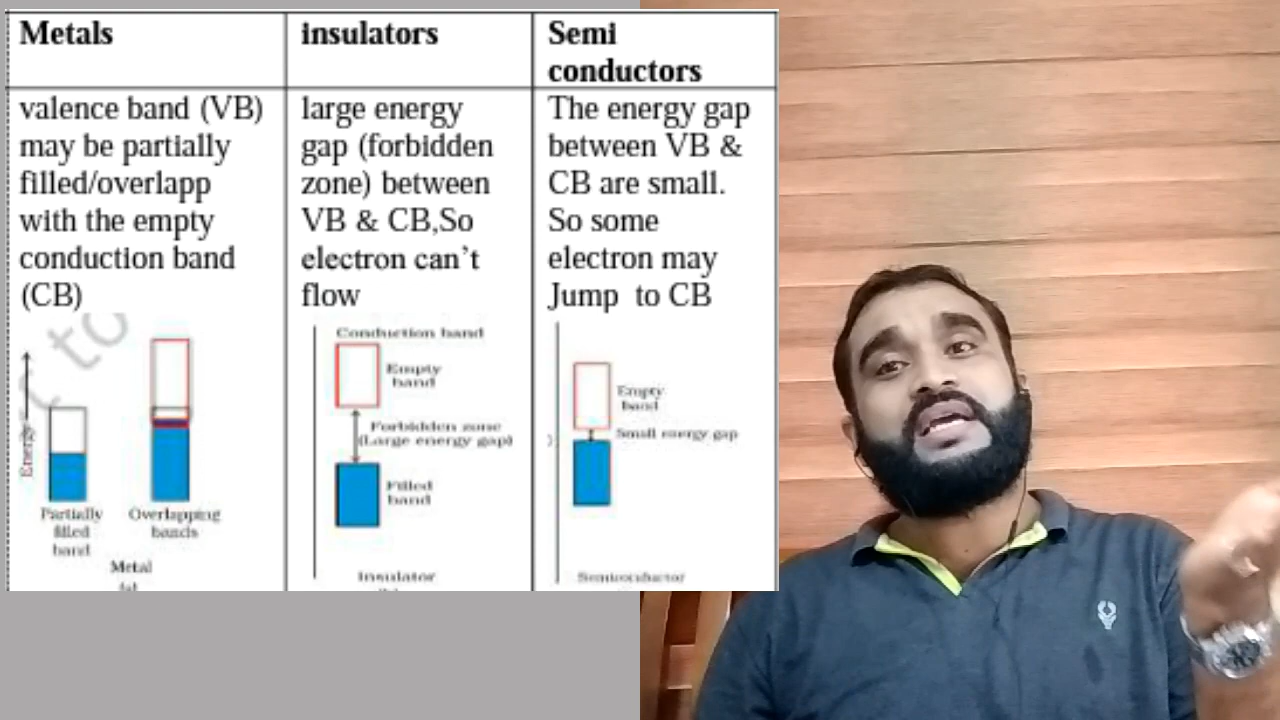 Metals
valence band (VB)
may be partially
filled/overlapp
with the empty
conduction band
(CB)
Energy
Partially
filled
band
Overlapping
bands
Metal
insulators
large energy
gap (forbidden
zone) between
VB & CB,So
electron can't
flow
Conduction band
Empty
band
Forbidden zone
(Large energy gap)
Filled
band
Insulator
Semi
conductors
The energy gap
between VB &
CB are small.
So some
electron may
Jump to CB
Empty
band
Small energy gap
Semiconductor